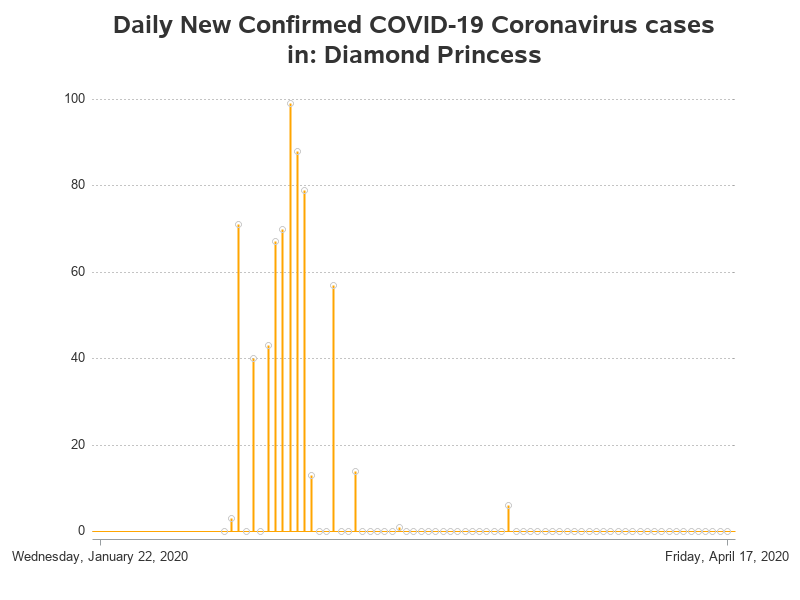 Daily New Confirmed COVID-19 Coronavirus cases
in: Diamond Princess
100
80
60
40
20
0
Wednesday, January 22, 2020
Friday, April 17, 2020